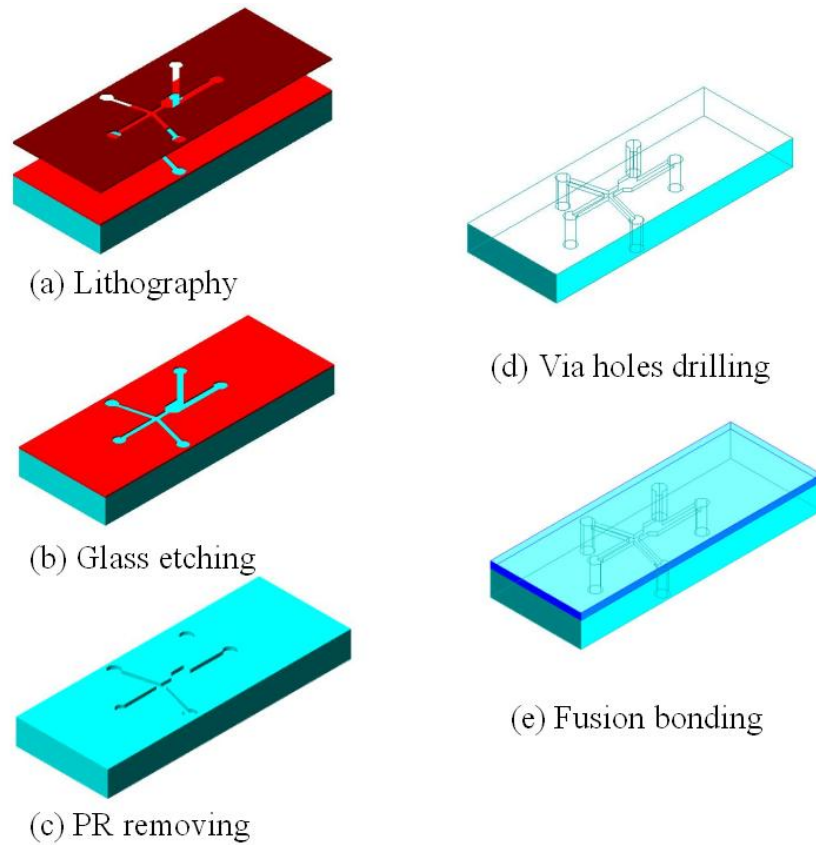 (a) Lithography
(b) Glass etching
(c) PR removing
(d) Via holes drilling
(e) Fusion bonding